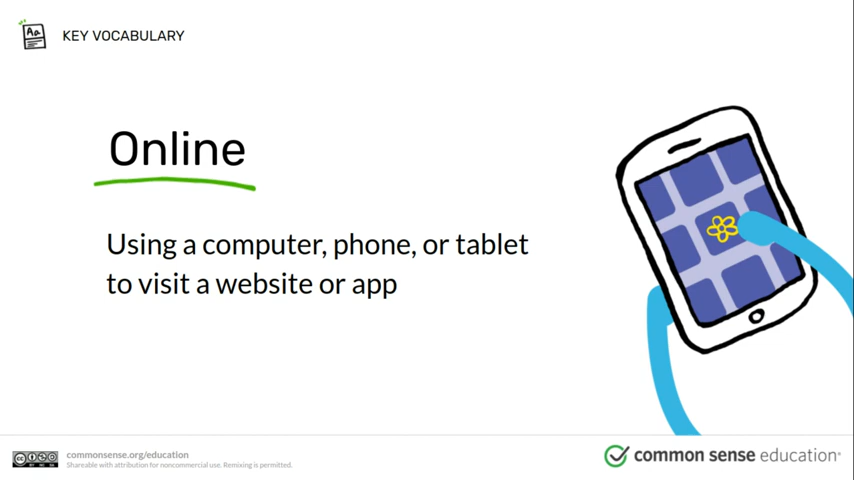 Aa
KEY VOCABULARY
Online
Using a computer, phone, or tablet
to visit a website or app
commonsense.org/education
Shareable with attribution for noncommercial use. Remixing is permitted.
common sense education®